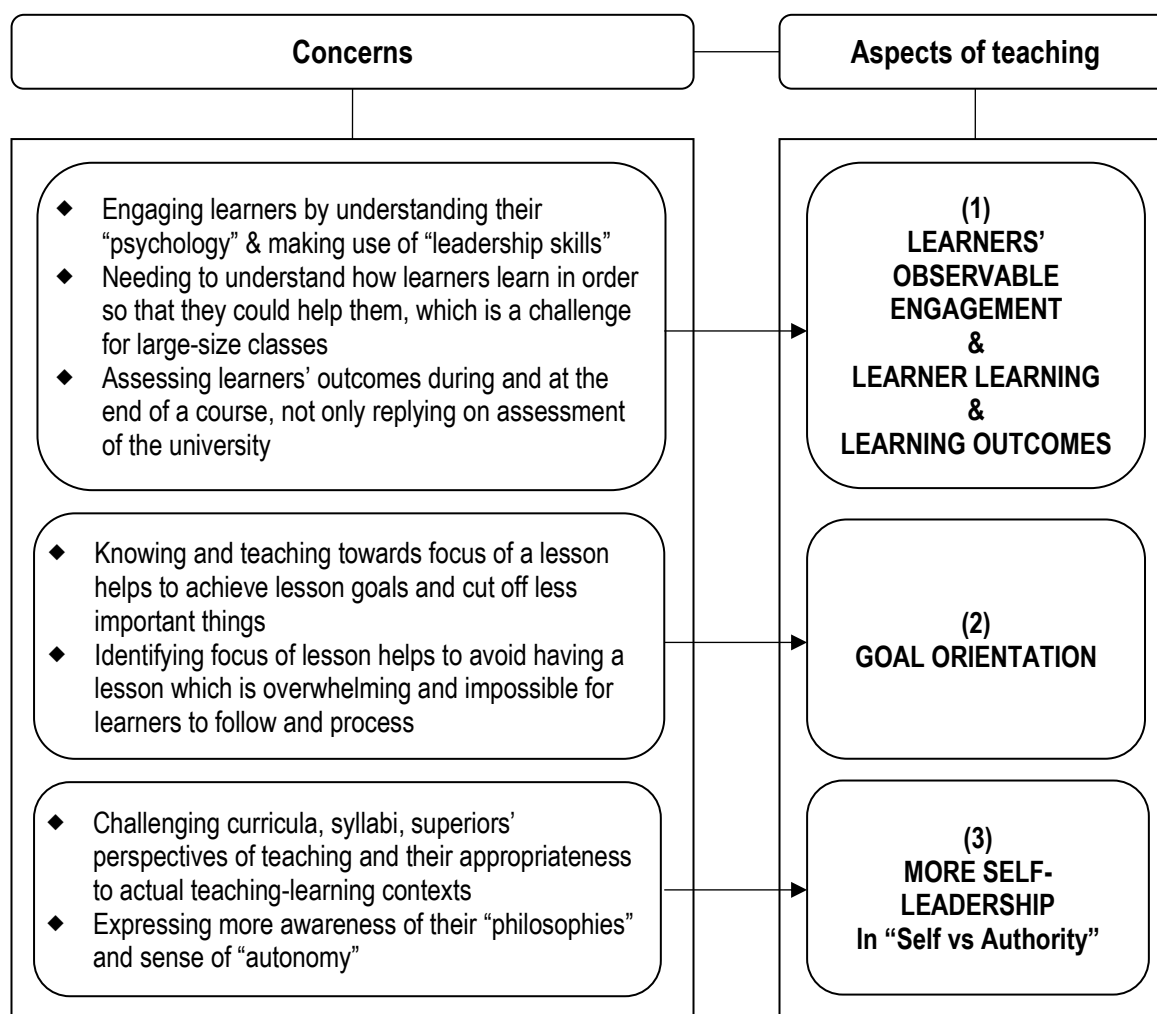 Concerns
Aspects of teaching
◆ Engaging learners by understanding their
“psychology” & making use of “leadership skills”
◆ Needing to understand how learners learn in order
so that they could help them, which is a challenge
for large-size classes
◆ Assessing learners’ outcomes during and at the
end of a course, not only replying on assessment
of the university
(1)
LEARNERS’
OBSERVABLE
ENGAGEMENT
&
LEARNER LEARNING
&
LEARNING OUTCOMES
◆ Knowing and teaching towards focus of a lesson
helps to achieve lesson goals and cut off less
important things
◆ Identifying focus of lesson helps to avoid having a
lesson which is overwhelming and impossible for
learners to follow and process
(2)
GOAL ORIENTATION
◆ Challenging curricula, syllabi, superiors’
perspectives of teaching and their appropriateness
to actual teaching-learning contexts
◆ Expressing more awareness of their “philosophies”
and sense of “autonomy”
(3)
MORE SELF-
LEADERSHIP
In “Self vs Authority”